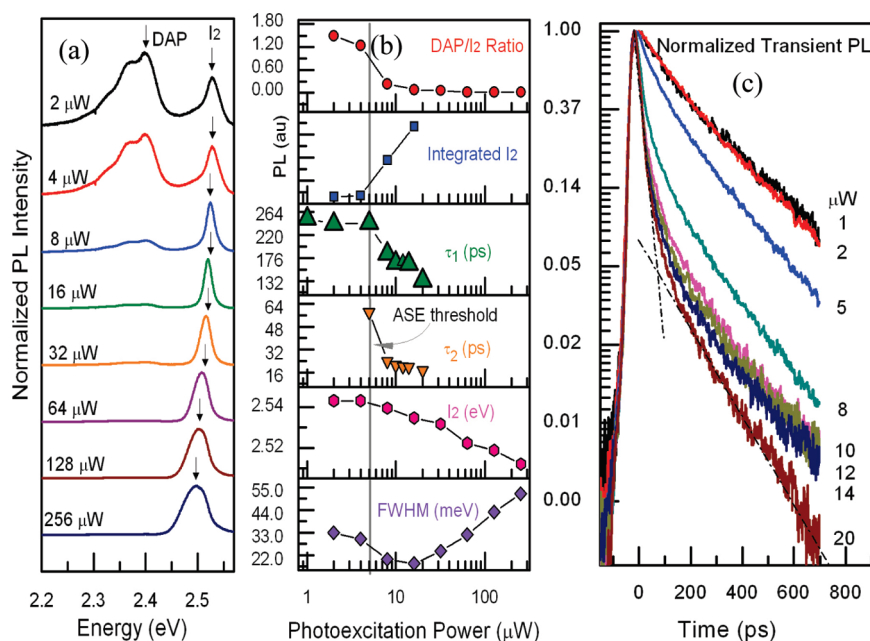 (a)
DAP
I2
2 µW
4 µW
8 µW
16 µW
32 µW
64 µW
128 µW
256 µW
Normalized PL Intensity
2.2 2.3 2.4 2.5
Energy (eV)
(b)
DAP/I2 Ratio
1.80
1.20
0.60
0.00
PL (au)
Integrated I2
264
220
176
132
τ1 (ps)
64
48
32
16
ASE threshold
τ2 (ps)
2.54
2.52
I2 (eV)
55.0
44.0
33.0
22.0
FWHM (meV)
1 10 100
Photoexcitation Power (µW)
Normalized Transient PL
(c)
1.00
0.37
0.14
0.05
0.02
0.01
0.00
µW
1
2
5
8
10
12
14
20
0 200 400 600 800
Time (ps)